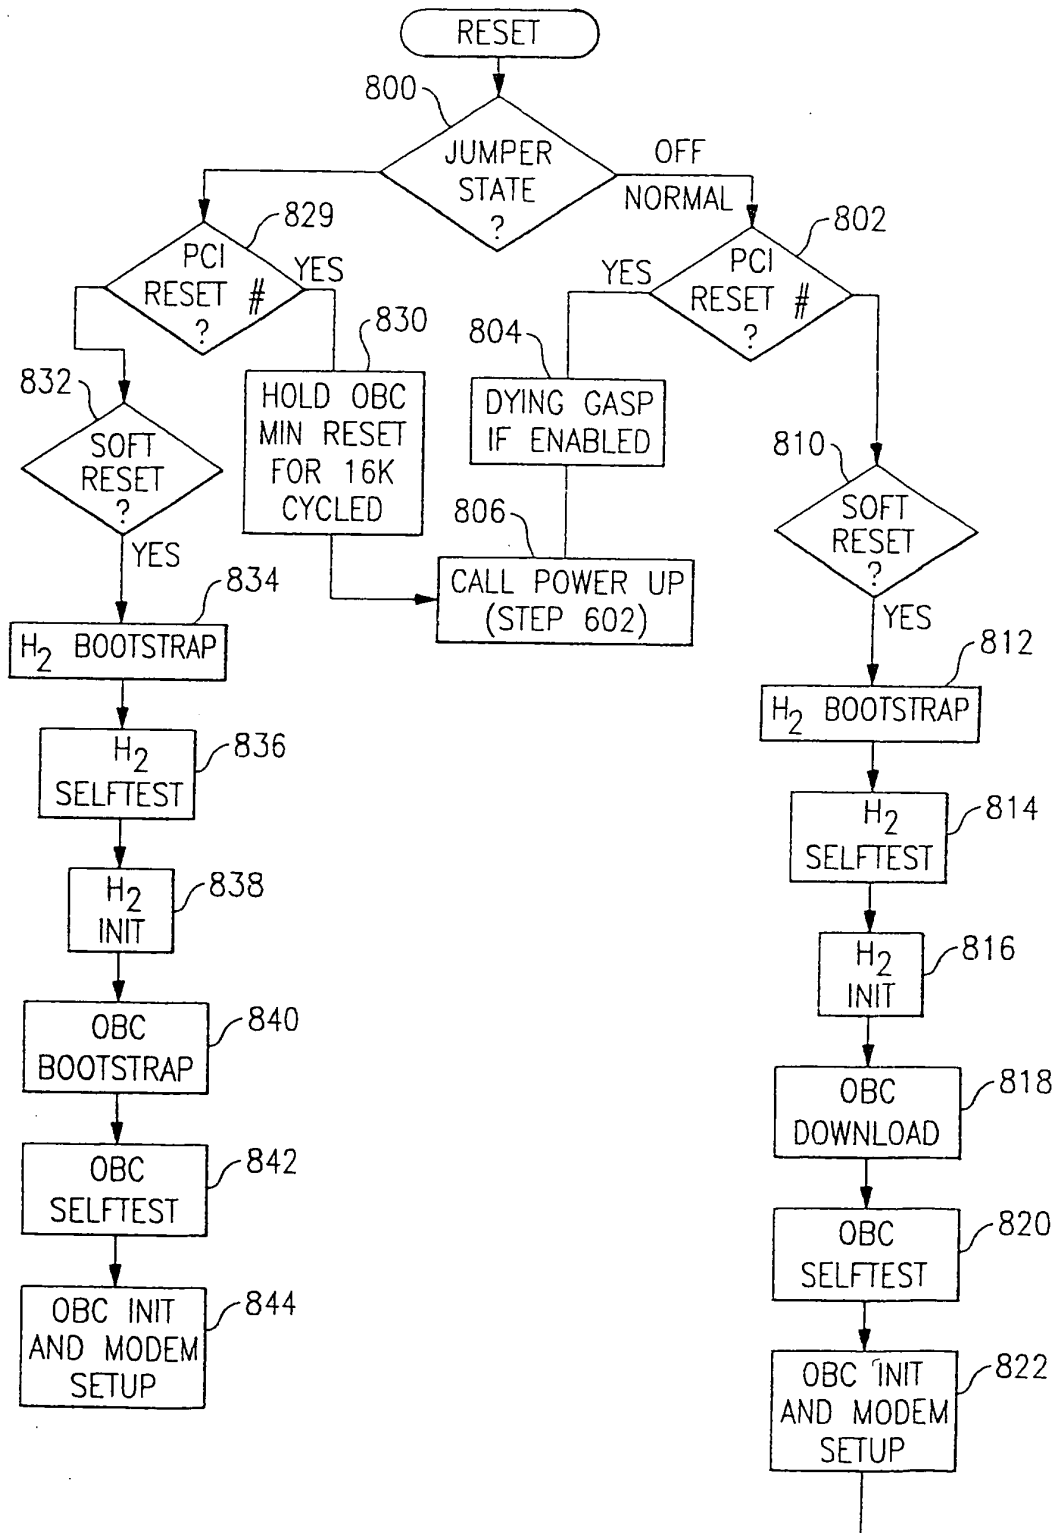 RESET
800
JUMPER
STATE
?
OFF
NORMAL
829
PCI
RESET #
?
YES
802
PCI
RESET #
?
YES
830
HOLD OBC
MIN RESET
FOR 16K
CYCLED
804
DYING GASP
IF ENABLED
832
SOFT
RESET
?
YES
806
CALL POWER UP
(STEP 602)
810
SOFT
RESET
?
YES
834
H2 BOOTSTRAP
812
H2 BOOTSTRAP
836
H2
SELFTEST
814
H2
SELFTEST
838
H2
INIT
816
H2
INIT
840
OBC
BOOTSTRAP
818
OBC
DOWNLOAD
842
OBC
SELFTEST
820
OBC
SELFTEST
844
OBC INIT
AND MODEM
SETUP
822
OBC INIT
AND MODEM
SETUP